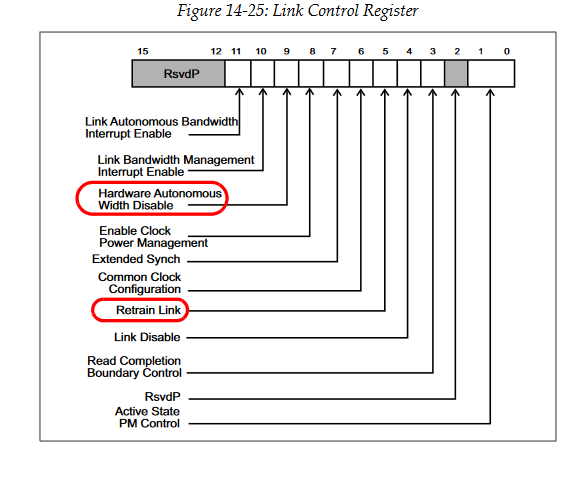 Figure 14-25: Link Control Register
15 12 11 10 9 8 7 6 5 4 3 2 1 0
RsvdP
Link Autonomous Bandwidth
Interrupt Enable
Link Bandwidth Management
Interrupt Enable
Hardware Autonomous
Width Disable
Enable Clock
Power Management
Extended Synch
Common Clock
Configuration
Retrain Link
Link Disable
Read Completion
Boundary Control
RsvdP
Active State
PM Control